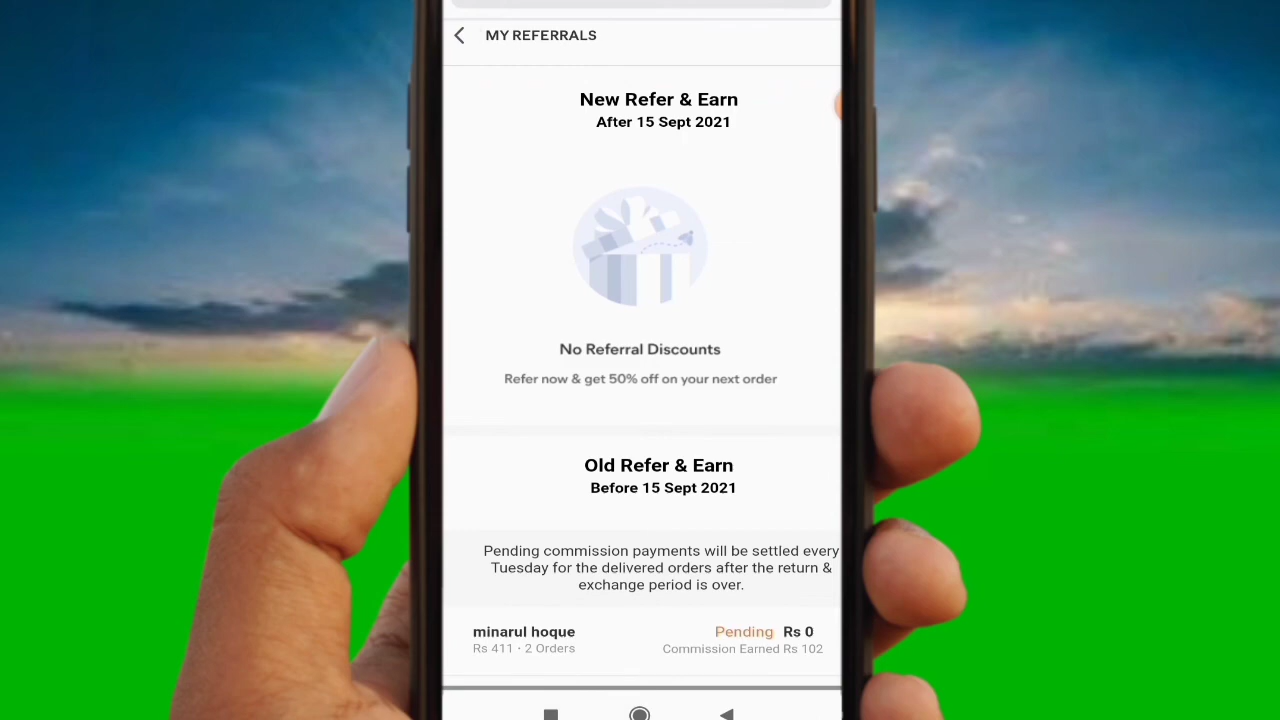 MY REFERRALS
New Refer & Earn
After 15 Sept 2021
No Referral Discounts
Refer now & get 50% off on your next order
Old Refer & Earn
Before 15 Sept 2021
Pending commission payments will be settled every
Tuesday for the delivered orders after the return &
exchange period is over.
minarul hoque
Pending Rs 0
Rs 411 · 2 Orders
Commission Earned Rs 102